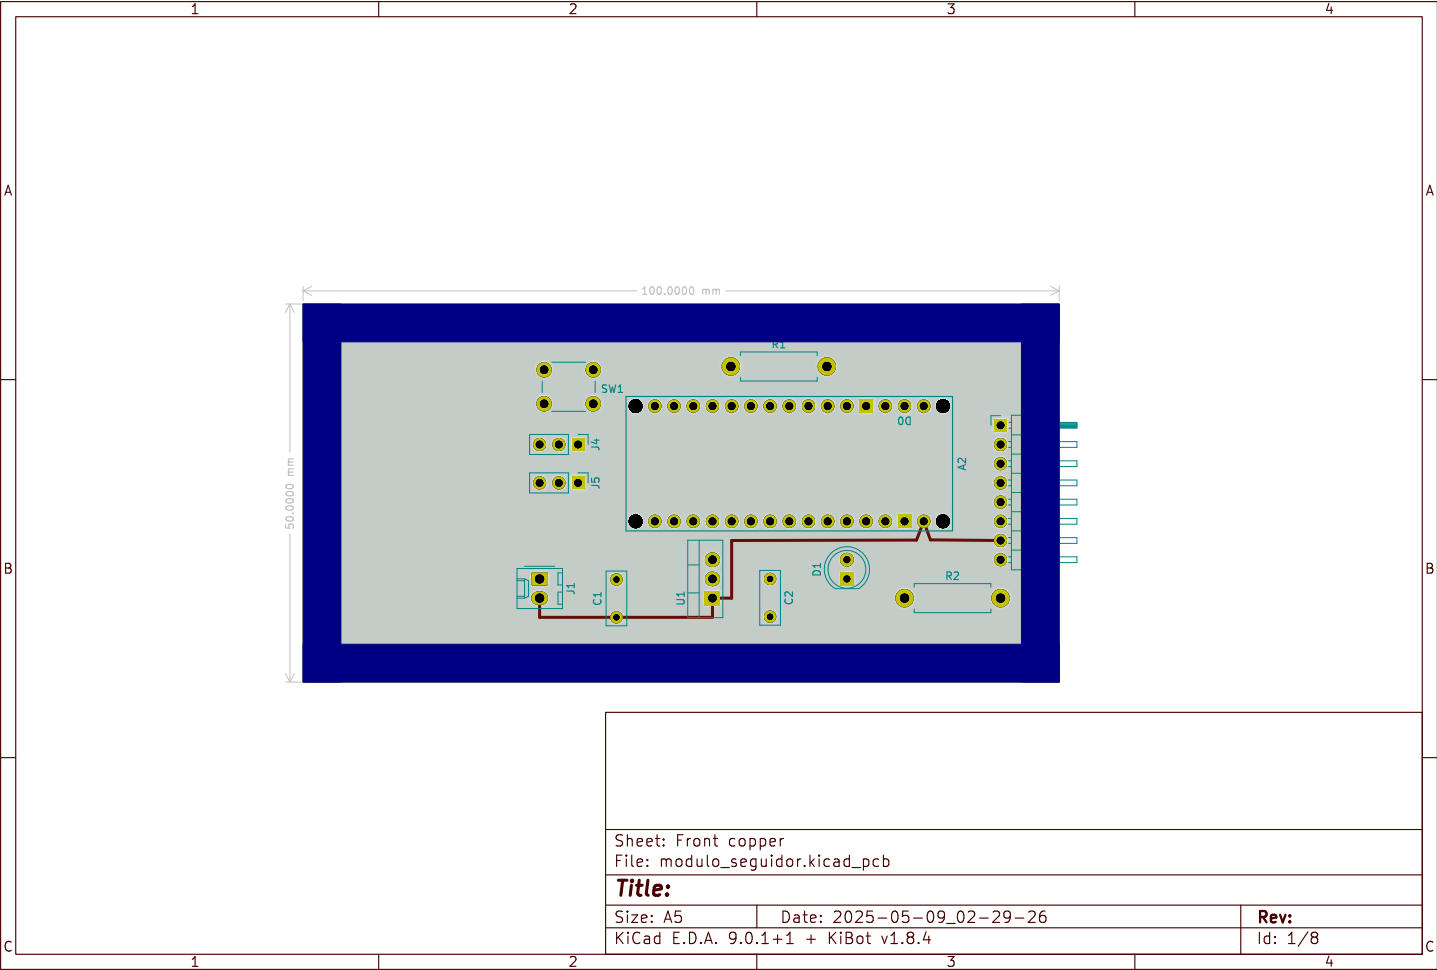 1 2 3 4
A A
100.0000 mm
R1
SW1
D0
J4
A2
J5
50.0000 mm
B B
D1
R2
J1
C1
U1
C2
Sheet: Front copper
File: modulo_seguidor.kicad_pcb
Title:
Size: A5 Date: 2025-05-09_02-29-26 Rev:
KiCad E.D.A. 9.0.1+1 + KiBot v1.8.4 Id: 1/8
C C
1 2 3 4